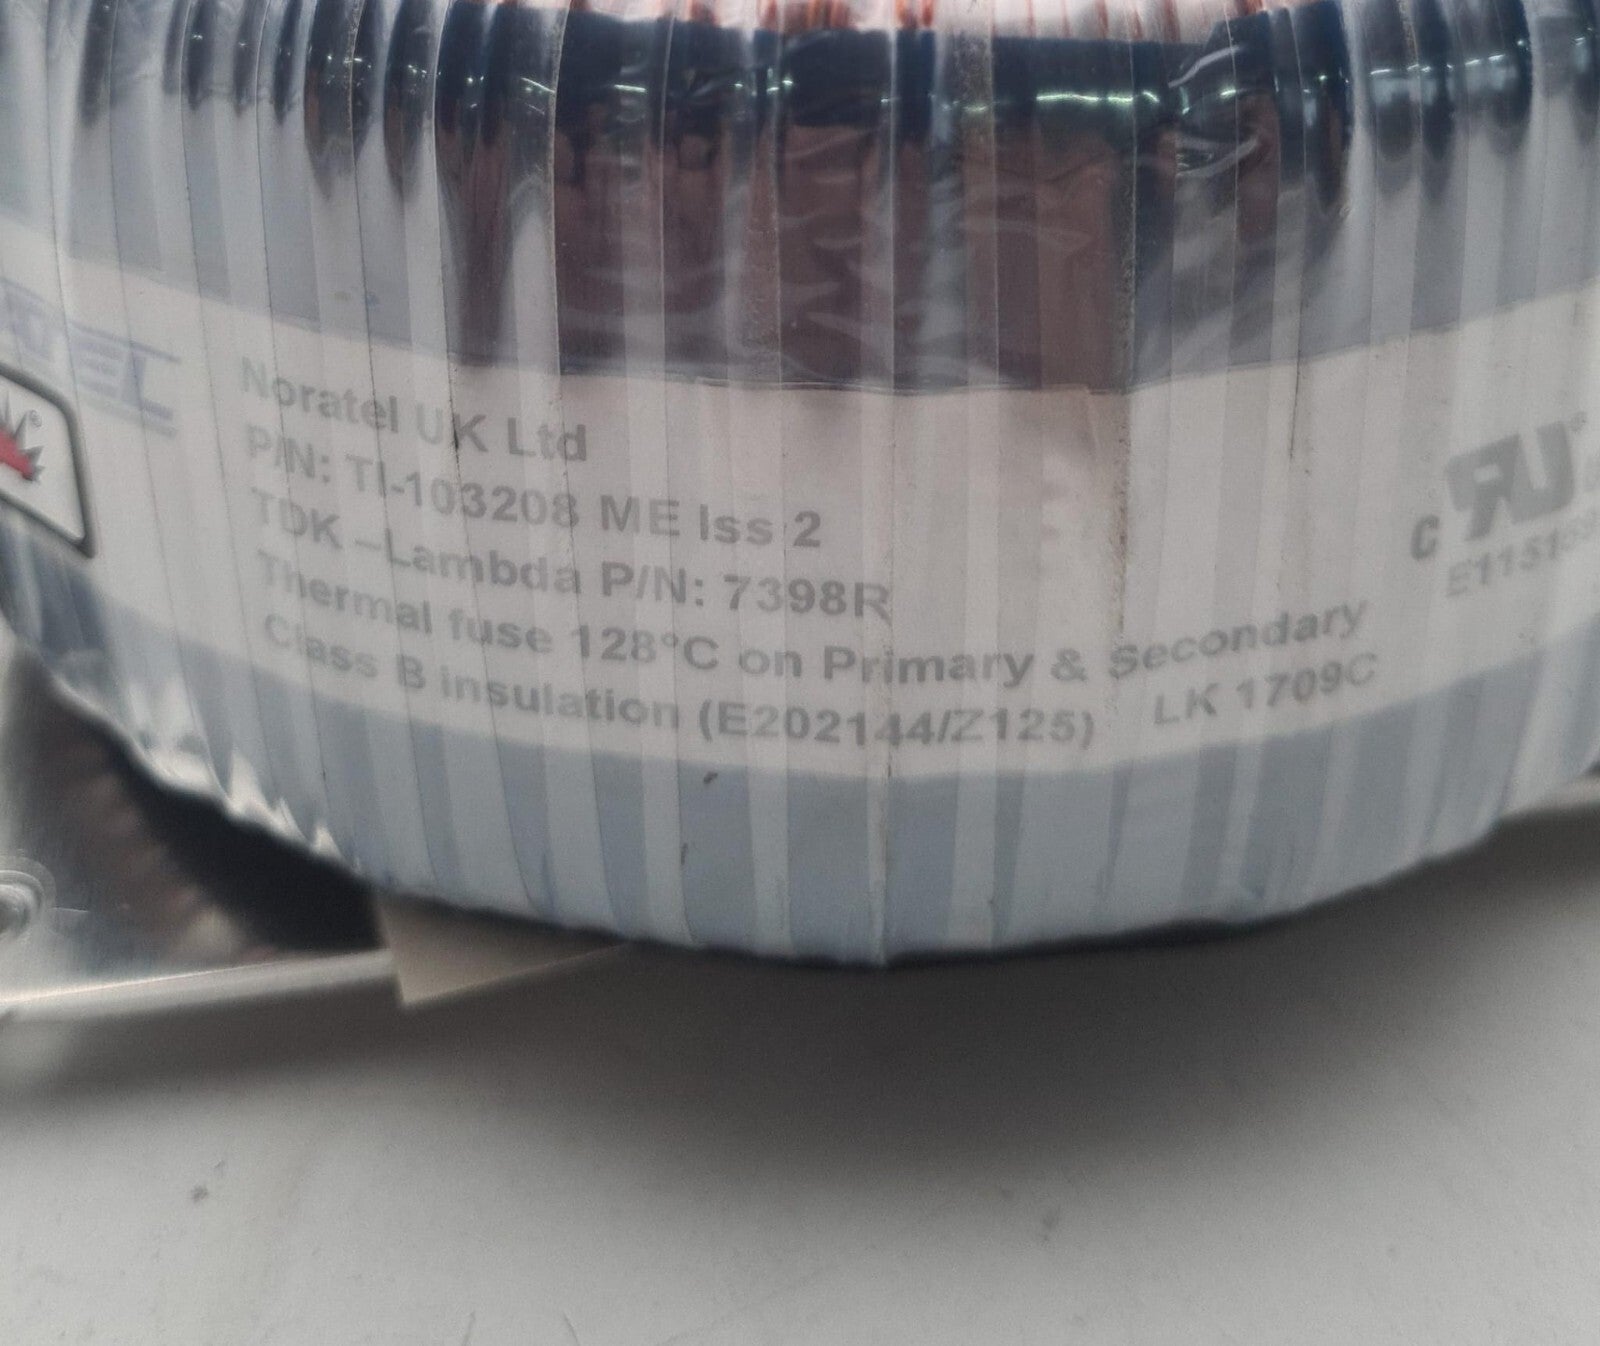 Noratel UK Ltd
P/N: TI-103208 ME Iss 2
TDK –Lambda P/N: 7398R
Thermal fuse 128°C on Primary & Secondary
Class B insulation (E202144/Z125) LK 1709C
C RU